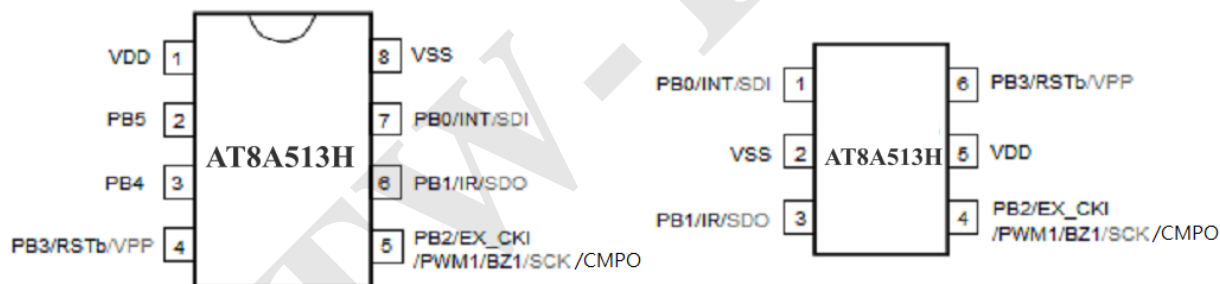 VDD 1 8 VSS
PB5 2 7 PB0/INT/SDI
AT8A513H
PB4 3 6 PB1/IR/SDO
PB3/RSTb/VPP 4 5 PB2/EX_CKI
/PWM1/BZ1/SCK /CMPO
PB0/INT/SDI 1 6 PB3/RSTb/VPP
VSS 2 AT8A513H 5 VDD
PB1/IR/SDO 3 4 PB2/EX_CKI
/PWM1/BZ1/SCK /CMPO